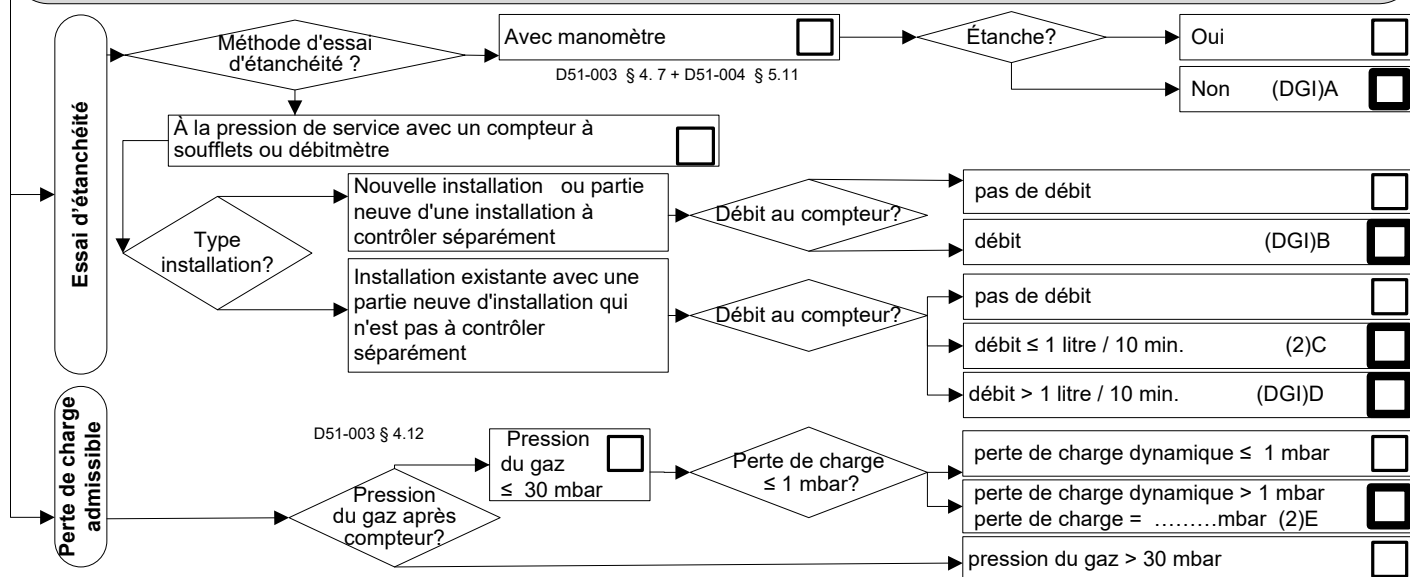 Essai d'étanchéité
Méthode d'essai
d'étanchéité ?
Avec manomètre
D51-003 § 4. 7 + D51-004 § 5.11
Étanche?
Oui
Non (DGI)A
À la pression de service avec un compteur à
soufflets ou débitmètre
Type
installation?
Nouvelle installation ou partie
neuve d'une installation à
contrôler séparément
Débit au compteur?
pas de débit
débit (DGI)B
Installation existante avec une
partie neuve d'installation qui
n'est pas à contrôler
séparément
Débit au compteur?
pas de débit
débit ≤ 1 litre / 10 min. (2)C
débit > 1 litre / 10 min. (DGI)D
Perte de charge
admissible
D51-003 § 4.12
Pression
du gaz après
compteur?
Pression
du gaz
≤ 30 mbar
Perte de charge
≤ 1 mbar?
perte de charge dynamique ≤ 1 mbar
perte de charge dynamique > 1 mbar
perte de charge = ………mbar (2)E
pression du gaz > 30 mbar